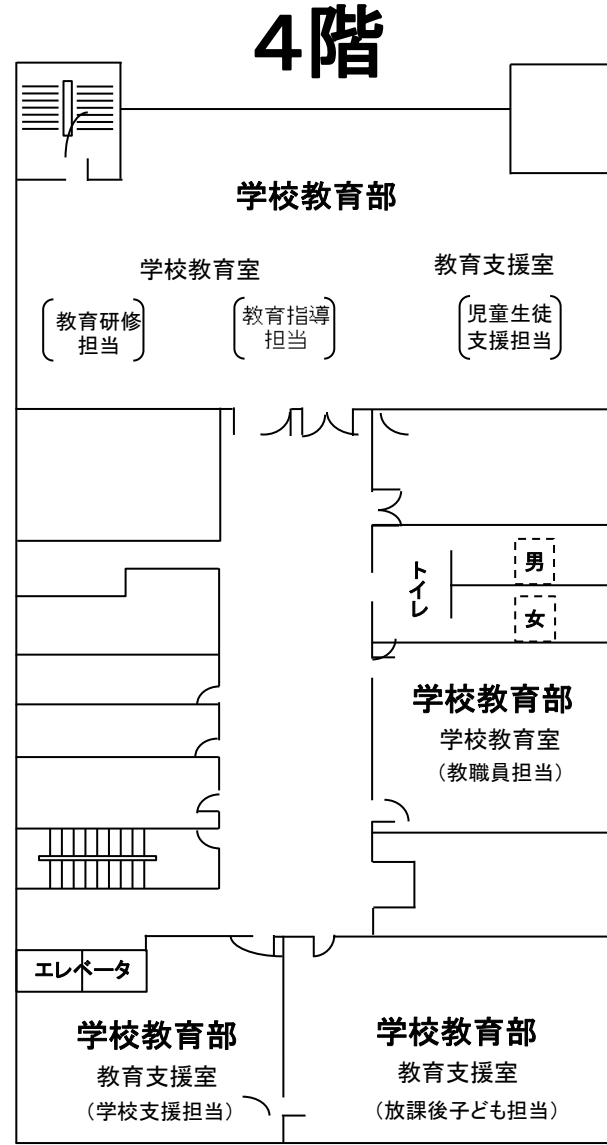 4階
学校教育部
学校教育室
教育支援室
教育研修
担当
教育指導
担当
児童生徒
支援担当
トイレ
男
女
学校教育部
学校教育室
（教職員担当）
エレベータ
学校教育部
教育支援室
（学校支援担当）
学校教育部
教育支援室
（放課後子ども担当）